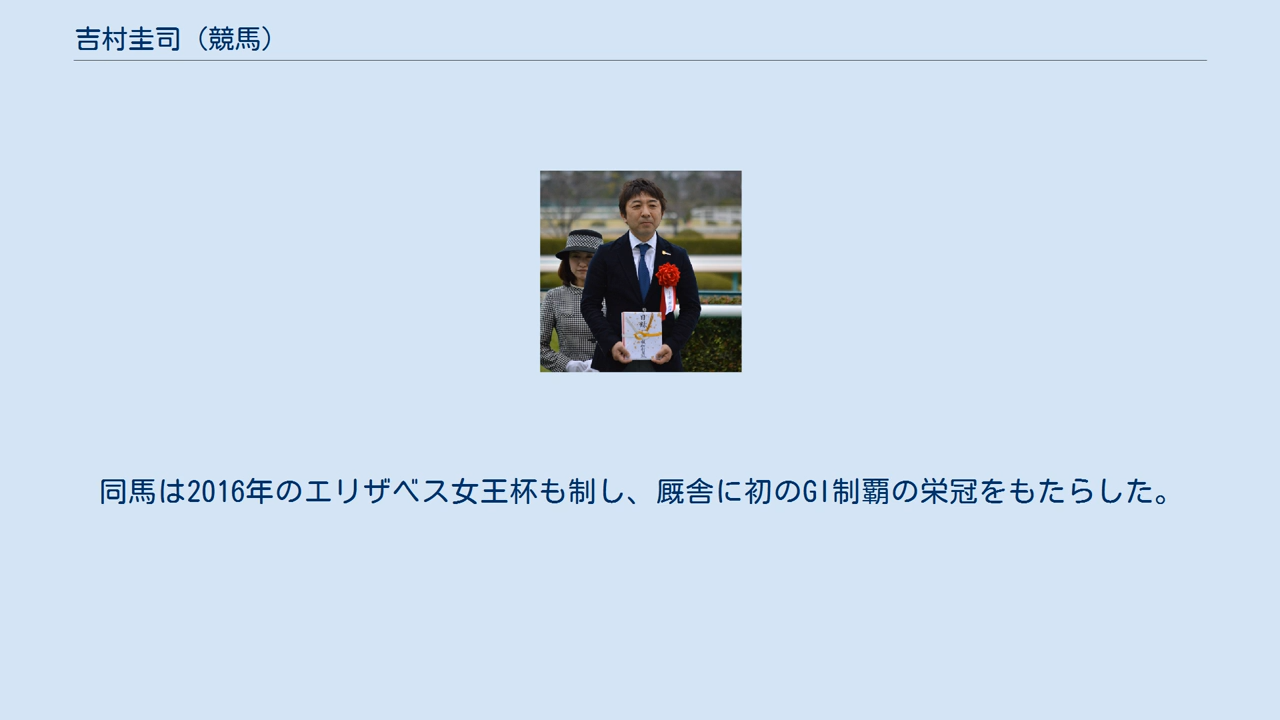 吉村圭司（競馬）
同馬は2016年のエリザベス女王杯も制し、厩舎に初のGI制覇の栄冠をもたらした。